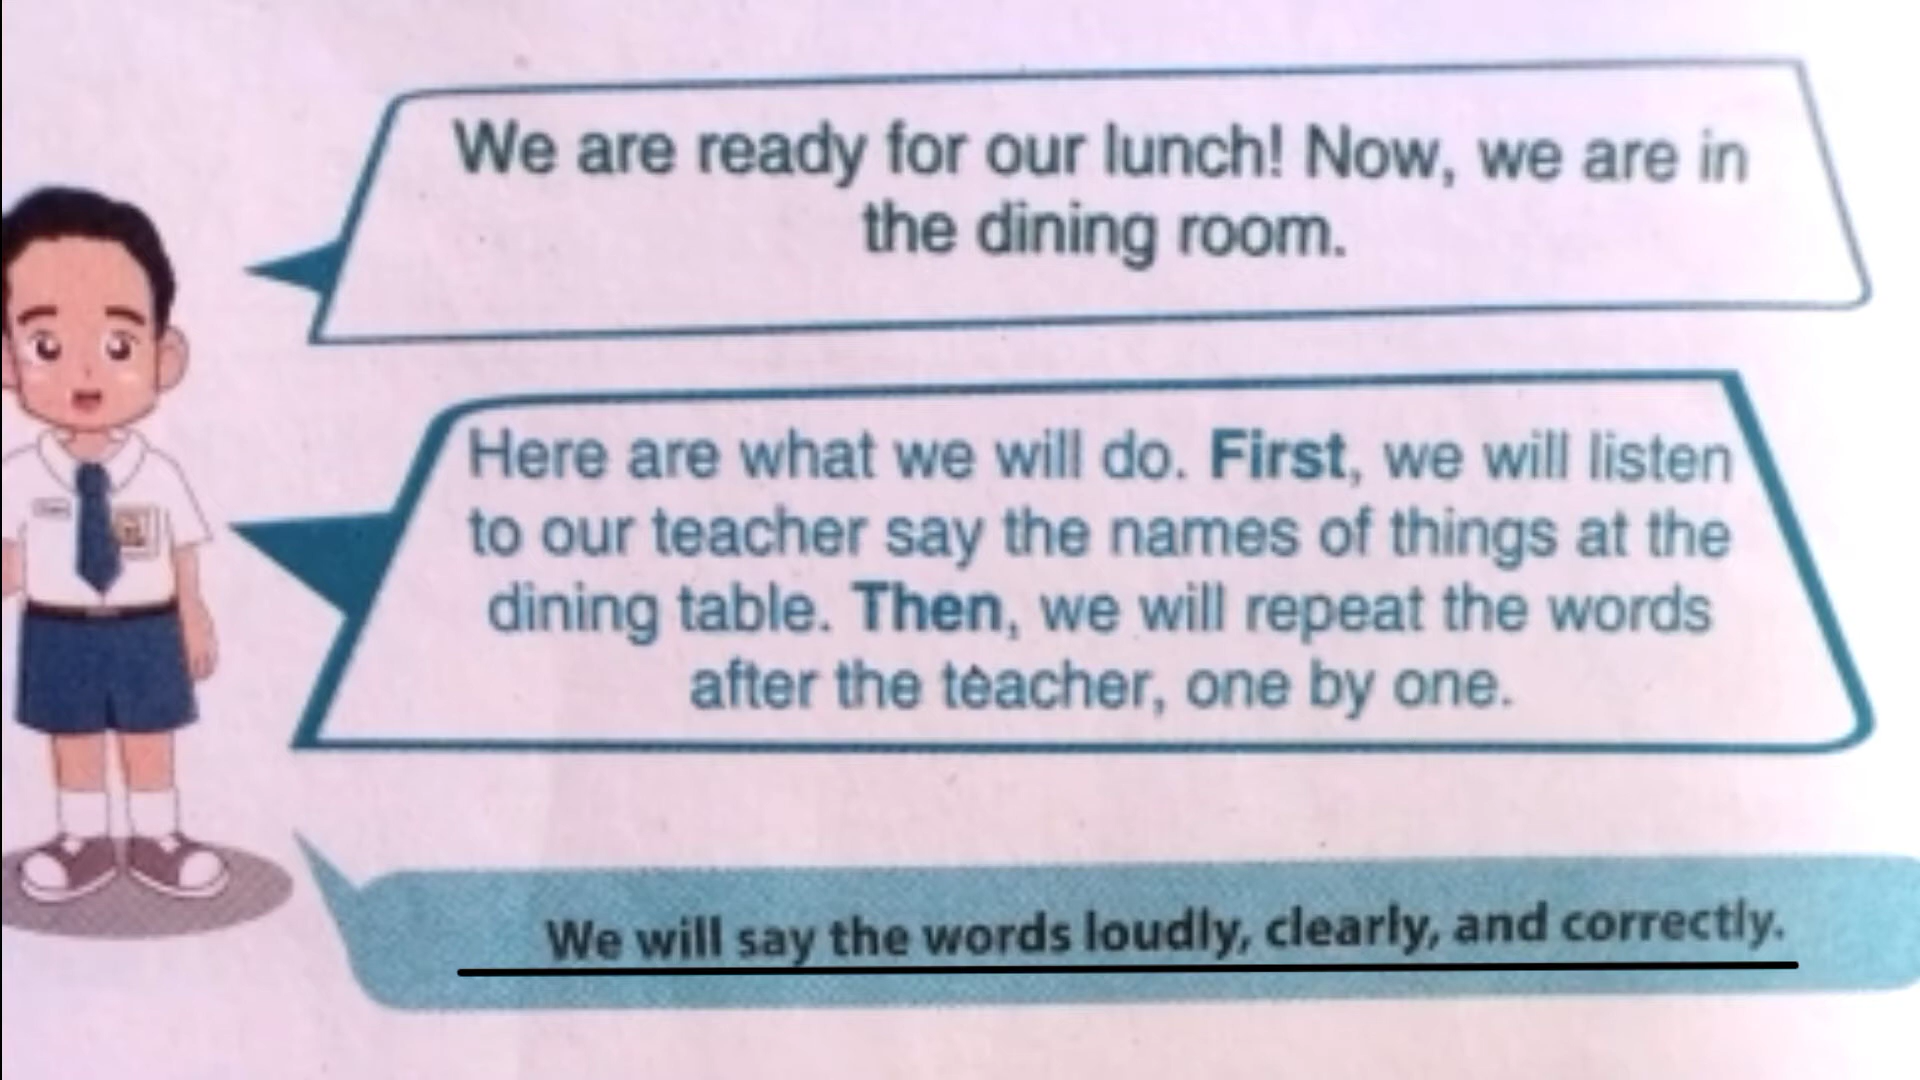 We are ready for our lunch! Now, we are in
the dining room.
Here are what we will do. First, we will listen
to our teacher say the names of things at the
dining table. Then, we will repeat the words
after the teacher, one by one.
We will say the words loudly, clearly, and correctly.